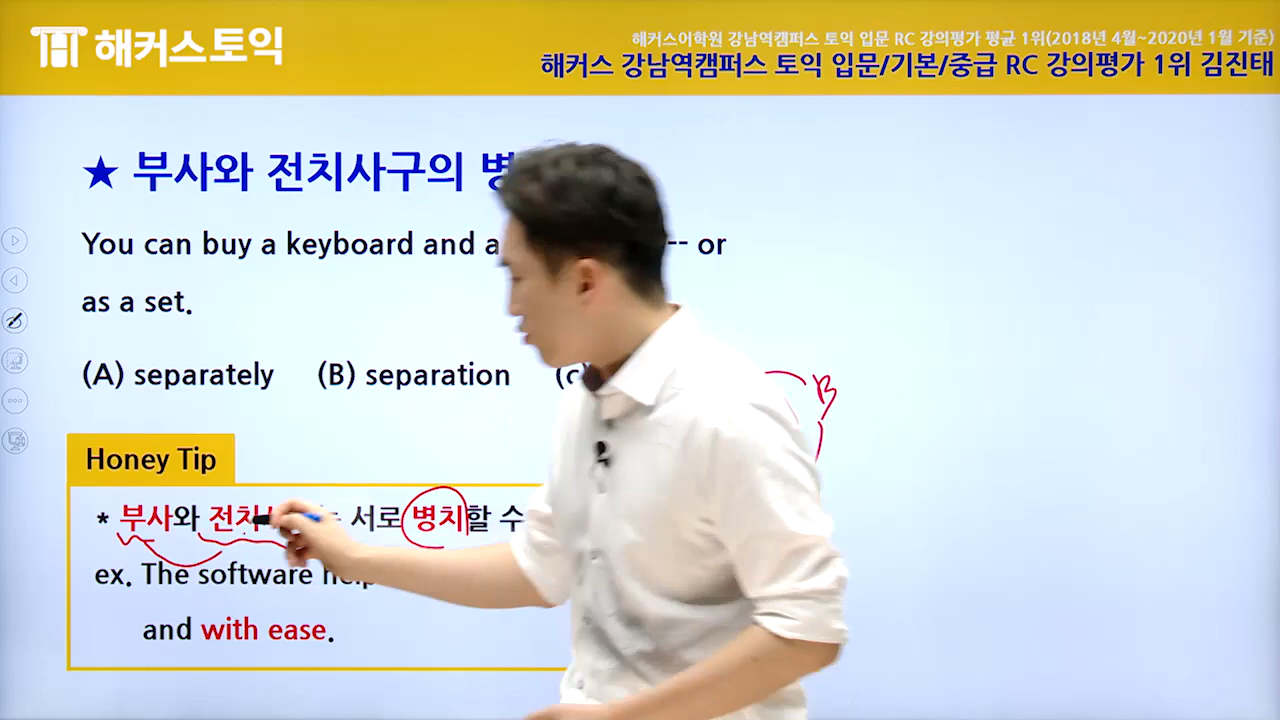 해커스토익
해커스어학원 강남역캠퍼스 토익 입문 RC 강의평가 평균 1위(2018년 4월~2020년 1월 기준)
해커스 강남역캠퍼스 토익 입문/기본/중급 RC 강의평가 1위 김진태
★ 부사와 전치사구의
You can buy a keyboard and -- or
as a set.
(A) separately (B) separation
B
Honey Tip
* 부사와 서로 병치할 수
ex. The software
and with ease.